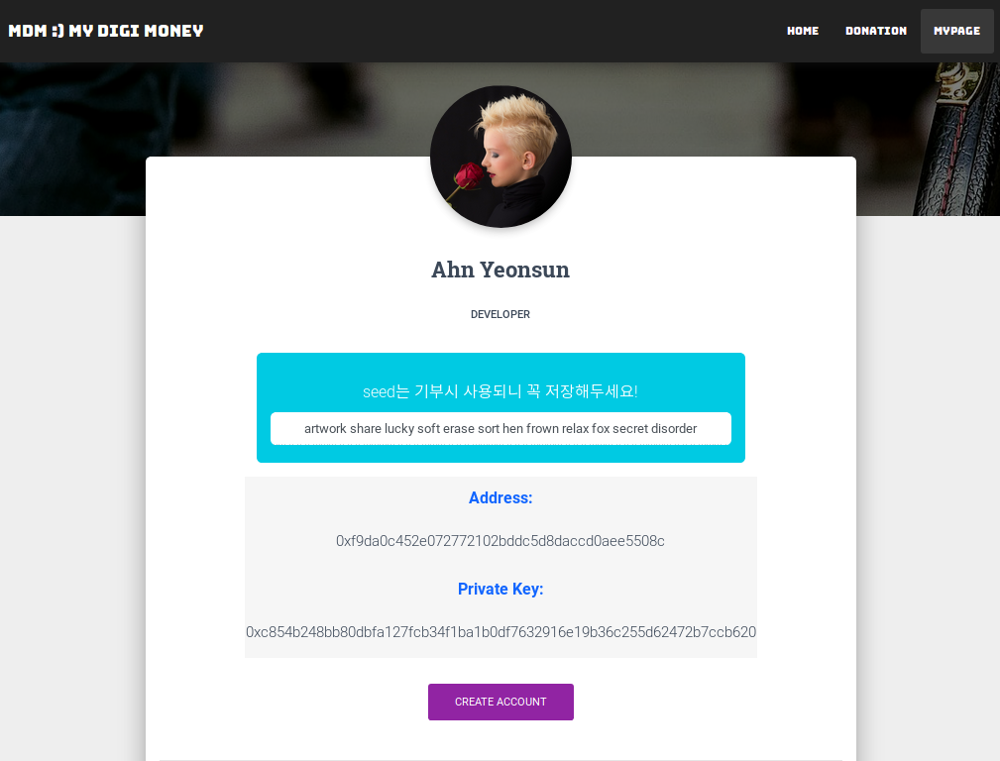 MDM :) MY DIGI MONEY
HOME DONATION MYPAGE
Ahn Yeonsun
DEVELOPER
seed는 기부시 사용되니 꼭 저장해두세요!
artwork share lucky soft erase sort hen frown relax fox secret disorder
Address:
0xf9da0c452e072772102bddc5d8daccd0aee5508c
Private Key:
0xc854b248bb80dbfa127fcb34f1ba1b0df7632916e19b36c255d62472b7ccb620
CREATE ACCOUNT